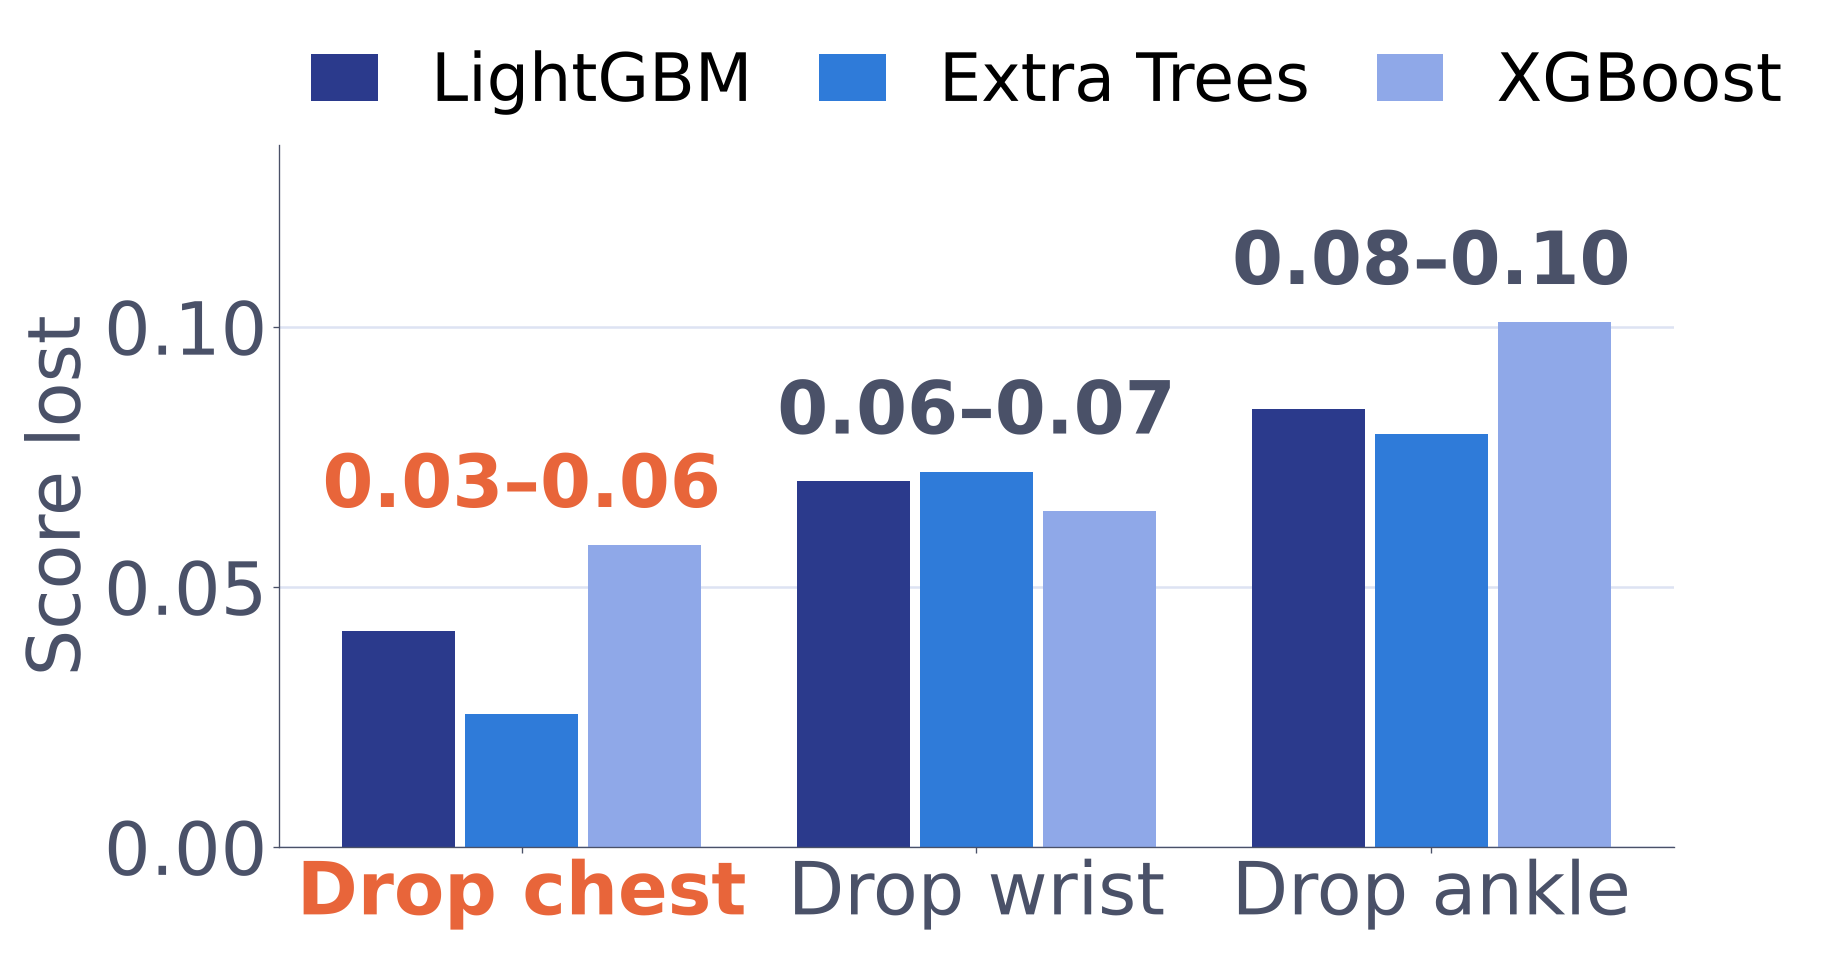 LightGBM Extra Trees XGBoost
0.08–0.10
0.10
0.06–0.07
0.03–0.06
Score lost
0.05
0.00
Drop chest Drop wrist Drop ankle